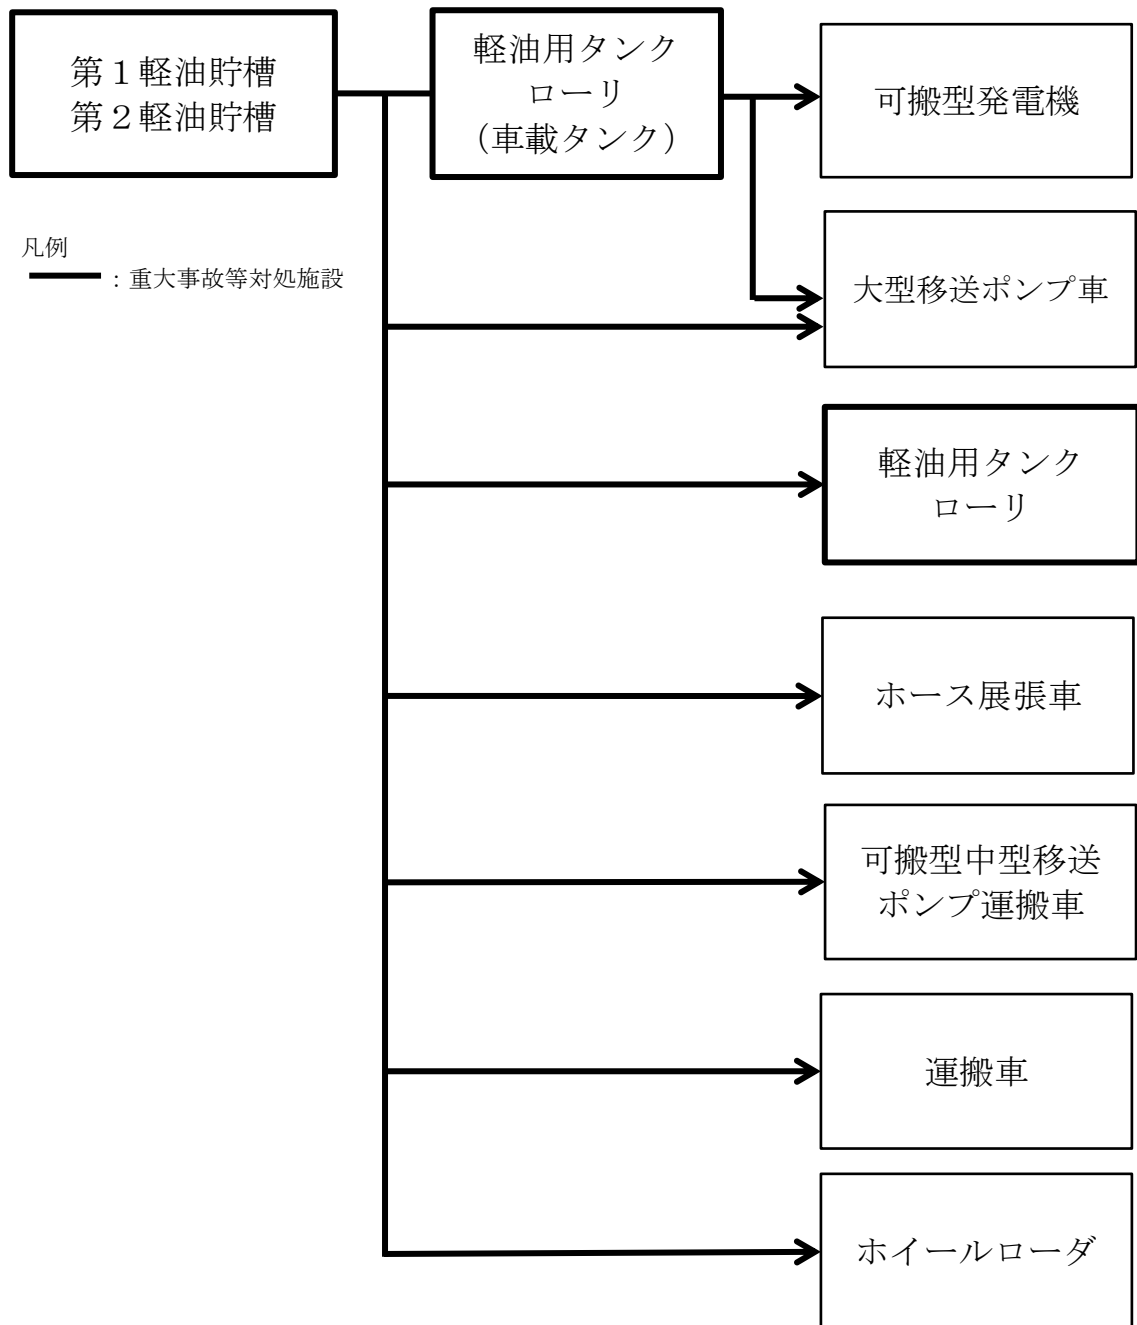 第１軽油貯槽
第２軽油貯槽
軽油用タンク
ローリ
（車載タンク）
可搬型発電機
凡例
：重大事故等対処施設
大型移送ポンプ車
軽油用タンク
ローリ
ホース展張車
可搬型中型移送
ポンプ運搬車
運搬車
ホイールローダ